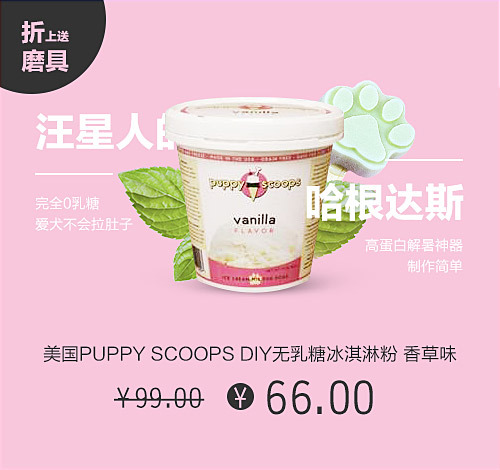 折上送
磨具
汪星人的
完全0乳糖
爱犬不会拉肚子
vanilla
puppy scoops
vanilla
FLAVOR
哈根达斯
高蛋白解暑神器
制作简单
美国PUPPY SCOOPS DIY无乳糖冰淇淋粉 香草味
¥99.00 ¥ 66.00